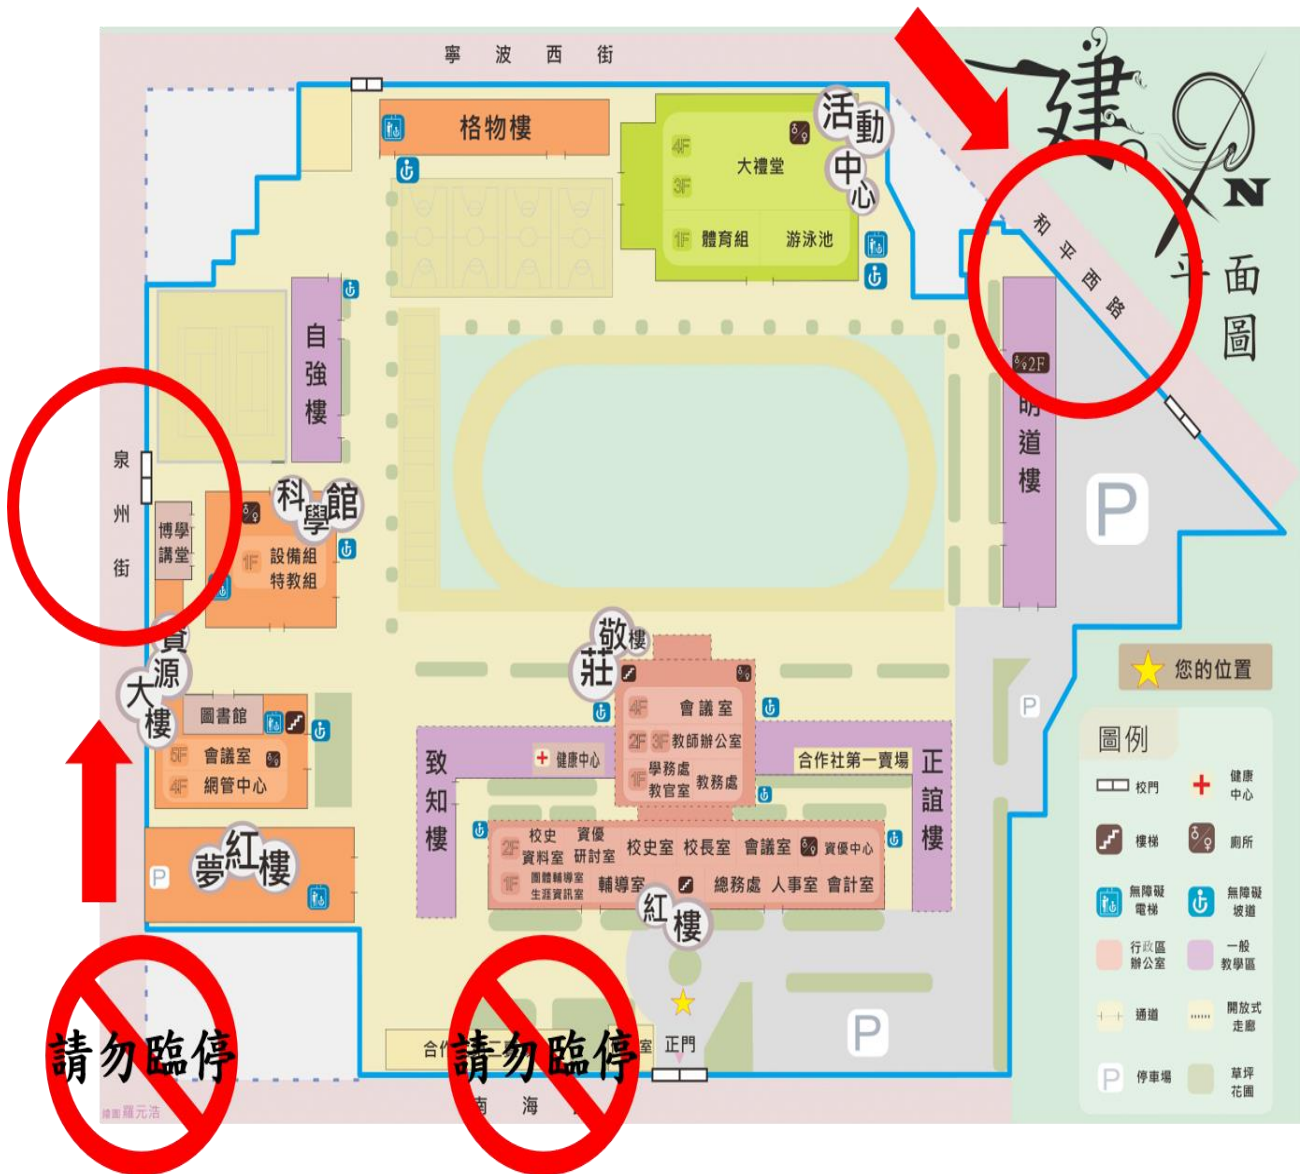 寧波西街
建中
N
平面圖
和平西路
格物樓
活動中心
4F
3F
大禮堂
1F 體育組 游泳池
自強樓
2F
明道樓
P
泉州街
博學
講堂
科學館
1F 設備組
特教組
資源大樓
圖書館
5F 會議室
4F 網管中心
夢紅樓
P
莊敬樓
4F 會議室
2F 3F 教師辦公室
1F 學務處
教官室 教務處
致知樓
健康中心
合作社第一賣場
正誼樓
2F 校史
資料室 資優
研討室 校史室 校長室 會議室 資優中心
1F 團體輔導室
生涯資訊室 輔導室 總務處 人事室 會計室
紅樓
P
您的位置
圖例
校門
健康
中心
樓梯
廁所
無障礙
電梯
無障礙
坡道
行政區
辦公室
一般
教學區
通道
開放式
走廊
P 停車場
草坪
花圃
請勿臨停
請勿臨停
合作
室
正門
P
南海
繪圖羅元浩